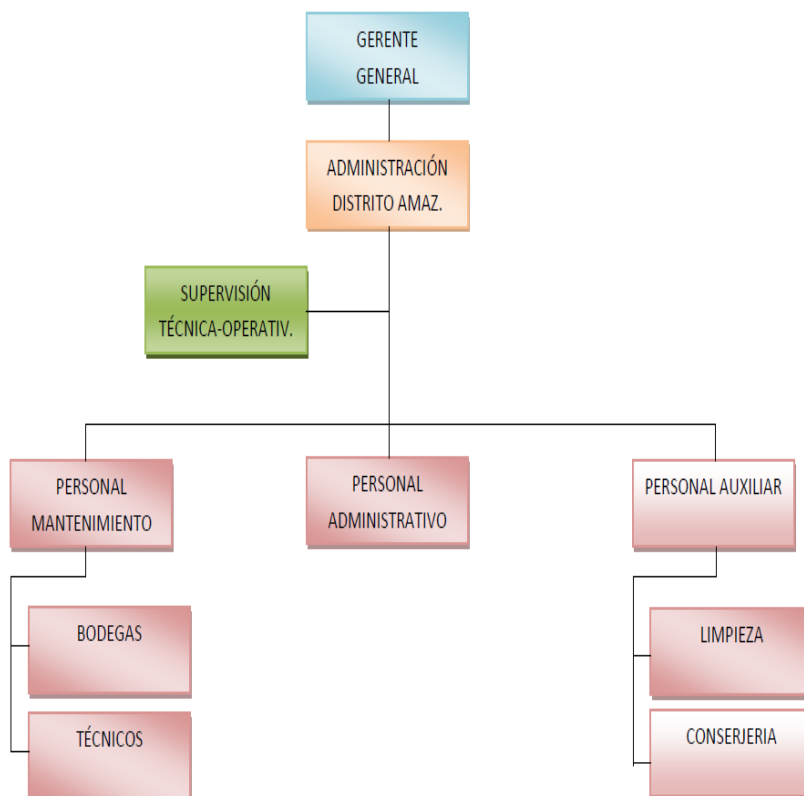 GERENTE
GENERAL
ADMINISTRACIÓN
DISTRITO AMAZ.
SUPERVISIÓN
TÉCNICA-OPERATIV.
PERSONAL
MANTENIMIENTO
PERSONAL
ADMINISTRATIVO
PERSONAL AUXILIAR
BODEGAS
TÉCNICOS
LIMPIEZA
CONSERJERIA